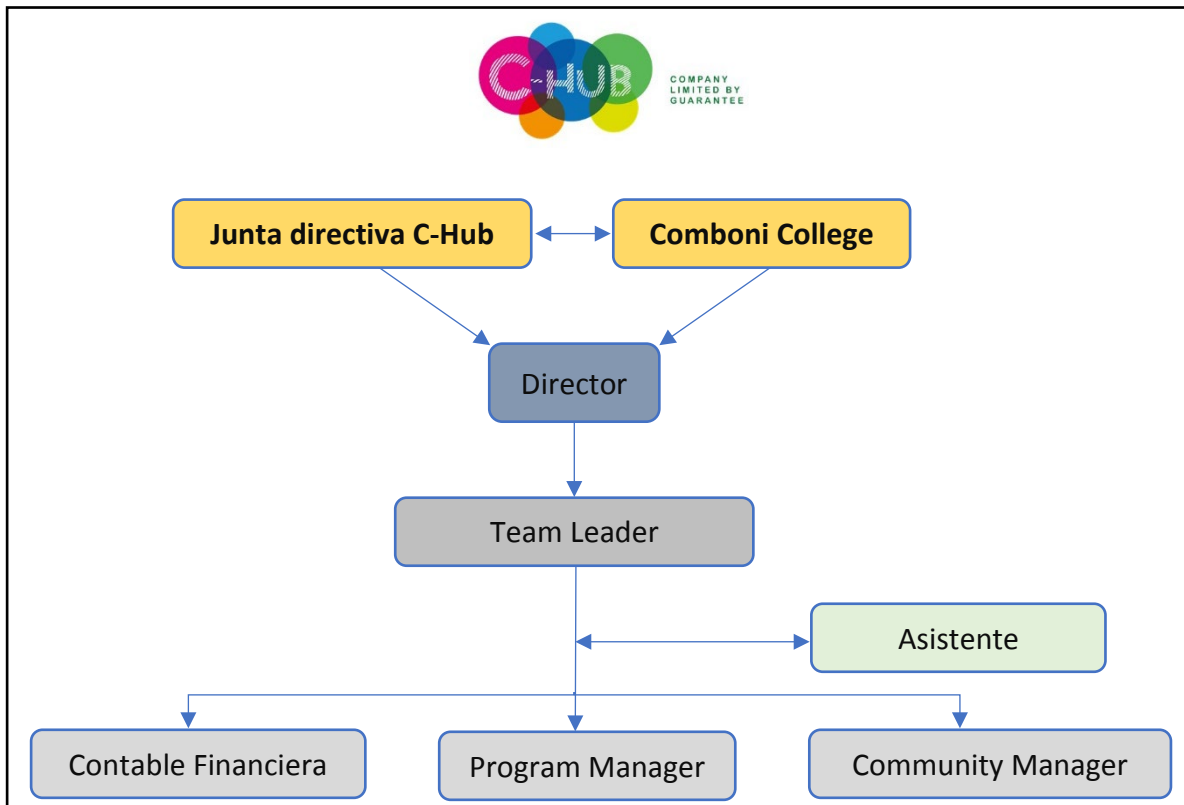 C-HUB
COMPANY
LIMITED BY
GUARANTEE
Junta directiva C-Hub
Comboni College
Director
Team Leader
Asistente
Contable Financiera
Program Manager
Community Manager